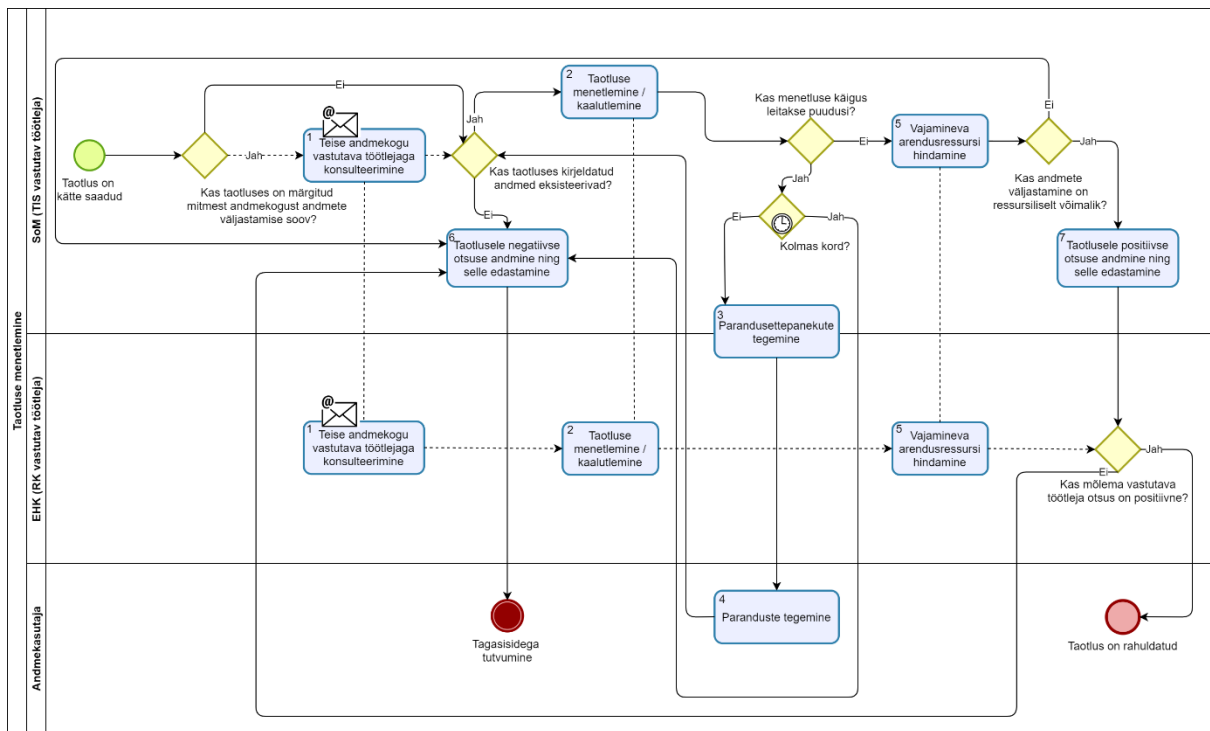 Taotluse menetlemine
SoM (TIS vastutav töötleja)
Taotlus on
kätte saadud
Ei
Jah
Kas taotluses on märgitud
mitmest andmekogust andmete
väljastamise soov?
@
1
Teise andmekogu
vastutava töötlejaga
konsulteerimine
Jah
Kas taotluses kirjeldatud
andmed eksisteerivad?
Ei
2
Taotluse
menetlemine /
kaalutlemine
Kas menetluse käigus
leitakse puudusi?
Ei
Jah
Ei
Jah
Kolmas kord?
5
Vajamineva
arendusressursi
hindamine
Ei
Jah
Kas andmete
väljastamine on
ressursiliselt võimalik?
6
Taotlusele negatiivse
otsuse andmine ning
selle edastamine
7
Taotlusele positiivse
otsuse andmine ning
selle edastamine
3
Parandusettepanekute
tegemine
EHK (RK vastutav töötleja)
@
1
Teise andmekogu
vastutava töötlejaga
konsulteerimine
2
Taotluse
menetlemine /
kaalutlemine
5
Vajamineva
arendusressursi
hindamine
Jah
Ei
Kas mõlema vastutava
töötleja otsus on positiivne?
Andmekasutaja
Tagasisidega
tutvumine
4
Paranduste tegemine
Taotlus on rahuldatud